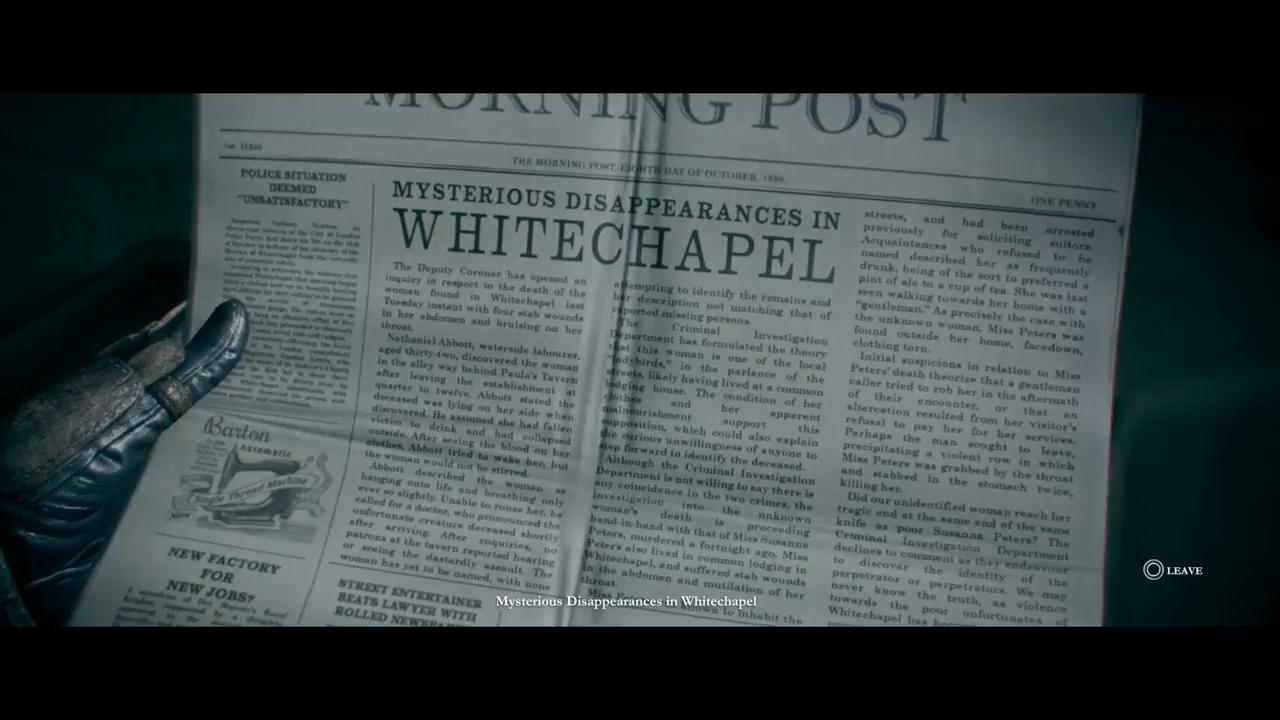 MORNING POST
THE MORNING POST, EIGHTH DAY OF OCTOBER, 1886.
ONE PENNY
POLICE SITUATION
DEEMED
"UNSATISFACTORY"
Barton
Automatic
Single Thread Machine
NEW FACTORY
FOR
NEW JOBS?
MYSTERIOUS DISAPPEARANCES IN
WHITECHAPEL
The Deputy Coroner has opened an
inquiry in respect to the death of the
woman found in Whitechapel last
Tuesday instant with four stab wounds
in her abdomen and bruising on her
throat.
Nathaniel Abbott, waterside labourer,
aged thirty-two, discovered the woman
in the alley way behind Paula's Tavern
after leaving the establishment at
quarter to twelve. Abbott stated the
deceased was lying on her side when
discovered. He assumed she had fallen
victim to drink and had collapsed
outside. After seeing the blood on her
clothes, Abbott tried to wake her, but
the woman would not be stirred.
Abbott described the woman as
hanging onto life and breathing only
ever so slightly. Unable to rouse her, he
called for a doctor, who pronounced the
unfortunate creature deceased shortly
after arriving. After enquiries, no
patrons at the tavern reported hearing
or seeing the dastardly assault. The
woman has yet to be named, with none
STREET ENTERTAINER
BEATS LAWYER WITH
ROLLED NEWSPAPER
attempting to identify the remains and
her description not matching that of
reported missing persons.
The Criminal Investigation
Department has formulated the theory
that this woman is one of the local
"ladybirds," in the parlance of the
streets, likely having lived at a common
lodging house. The condition of her
clothes and her apparent
malnourishment support this
supposition, which could also explain
the curious unwillingness of anyone to
step forward to identify the deceased.
Although the Criminal Investigation
Department is not willing to say there is
any coincidence in the two crimes, the
investigation into the unknown
woman's death is proceeding
hand-in-hand with that of Miss Susanna
Peters, murdered a fortnight ago. Miss
Peters also lived in common lodging in
Whitechapel, and suffered stab wounds
in the abdomen and mutilation of her
throat.
Miss Peters known to inhabit the
streets, and had been arrested
previously for soliciting suitors.
Acquaintances who refused to be
named described her as frequently
drunk, being of the sort to preferred a
pint of ale to a cup of tea. She was last
seen walking towards her home with a
"gentleman." As precisely the case with
the unknown woman, Miss Peters was
found outside her home, facedown,
clothing torn.
Initial suspicions in relation to Miss
Peters' death theorize that a gentleman
caller tried to rob her in the aftermath
of their encounter, or that an
altercation resulted from her visitor's
refusal to pay her for her services.
Perhaps the man sought to leave,
precipitating a violent row in which
Miss Peters was grabbed by the throat
and stabbed in the stomach twice,
killing her.
Did our unidentified woman reach her
tragic end at the same end of the same
knife as poor Susanna Peters? The
Criminal Investigation Department
declines to comment as they endeavour
to discover the identity of the
perpetrator or perpetrators. We may
never know the truth, as violence
towards the poor unfortunates of
Whitechapel has
LEAVE
Mysterious Disappearances in Whitechapel